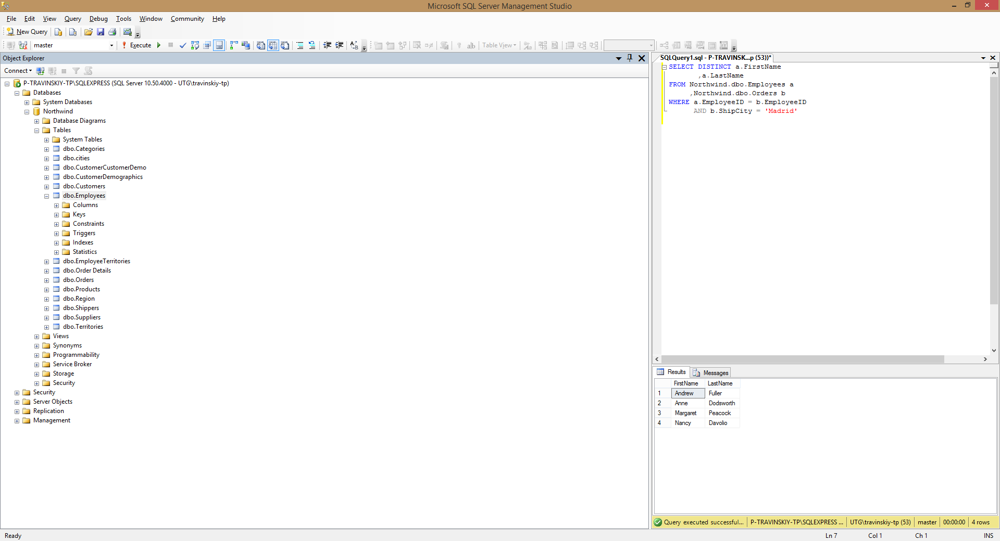 Microsoft SQL Server Management Studio
File Edit View Query Debug Tools Window Community Help
New Query
master Execute ab| Table View
Object Explorer
Connect
P-TRAVINSKIY-TP\SQLEXPRESS (SQL Server 10.50.4000 - UTG\travinskiy-tp)
Databases
System Databases
Northwind
Database Diagrams
Tables
System Tables
dbo.Categories
dbo.cities
dbo.CustomerCustomerDemo
dbo.CustomerDemographics
dbo.Customers
dbo.Employees
Columns
Keys
Constraints
Triggers
Indexes
Statistics
dbo.EmployeeTerritories
dbo.Order Details
dbo.Orders
dbo.Products
dbo.Region
dbo.Shippers
dbo.Suppliers
dbo.Territories
Views
Synonyms
Programmability
Service Broker
Storage
Security
Security
Server Objects
Replication
Management
SQLQuery1.sql - P-TRAVINSK...p (53))*
SELECT DISTINCT a.FirstName
,a.LastName
FROM Northwind.dbo.Employees a
,Northwind.dbo.Orders b
WHERE a.EmployeeID = b.EmployeeID
AND b.ShipCity = 'Madrid'
Results Messages
FirstName LastName
1 Andrew Fuller
2 Anne Dodsworth
3 Margaret Peacock
4 Nancy Davolio
Query executed successful... P-TRAVINSKIY-TP\SQLEXPRESS ... UTG\travinskiy-tp (53) master 00:00:00 4 rows
Ready Ln 7 Col 1 Ch 1 INS